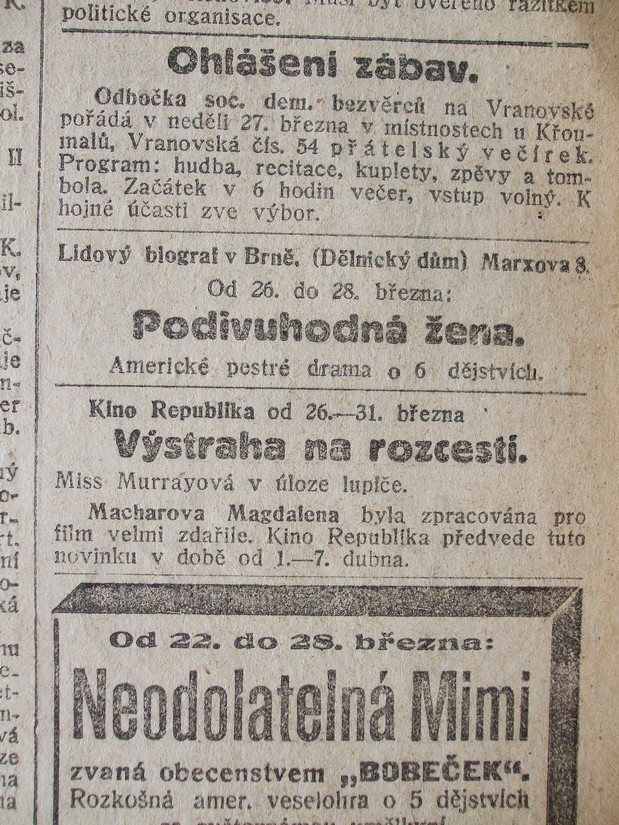 politické organisace.
Ohlášení zábav.
Odbočka soc. dem. bezvěrců na Vranovské
pořádá v neděli 27. března v místnostech u Křou-
malů, Vranovská čís. 54 přátelský večírek.
Program: hudba, recitace, kuplety, zpěvy a tom-
bola. Začátek v 6 hodin večer, vstup volný. K
hojné účasti zve výbor.
Lidový biograf v Brně. (Dělnický dům) Marxova 8.
Od 26. do 28. března:
Podivuhodná žena.
Americké pestré drama o 6 dějstvích.
Kino Republika od 26.—31. března
Výstraha na rozcestí.
Miss Murrayová v úloze lupiče.
Macharova Magdalena byla zpracována pro
film velmi zdařile. Kino Republika předvede tuto
novinku v době od 1.—7. dubna.
Od 22. do 28. března:
Neodolatelná Mimi
zvaná obecenstvem „BOBEČEK“.
Rozkošná amer. veselohra o 5 dějstvích